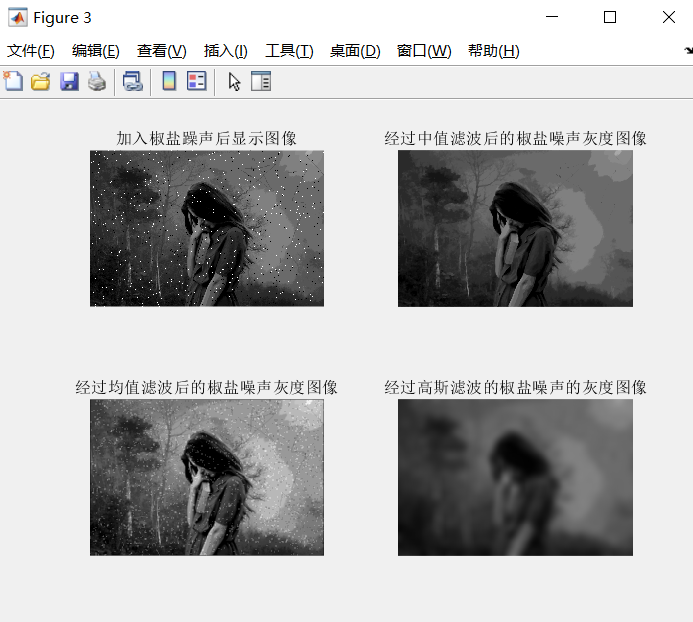 Figure 3
文件(F) 编辑(E) 查看(V) 插入(I) 工具(T) 桌面(D) 窗口(W) 帮助(H)
加入椒盐躁声后显示图像 经过中值滤波后的椒盐噪声灰度图像
经过均值滤波后的椒盐噪声灰度图像 经过高斯滤波的椒盐噪声的灰度图像